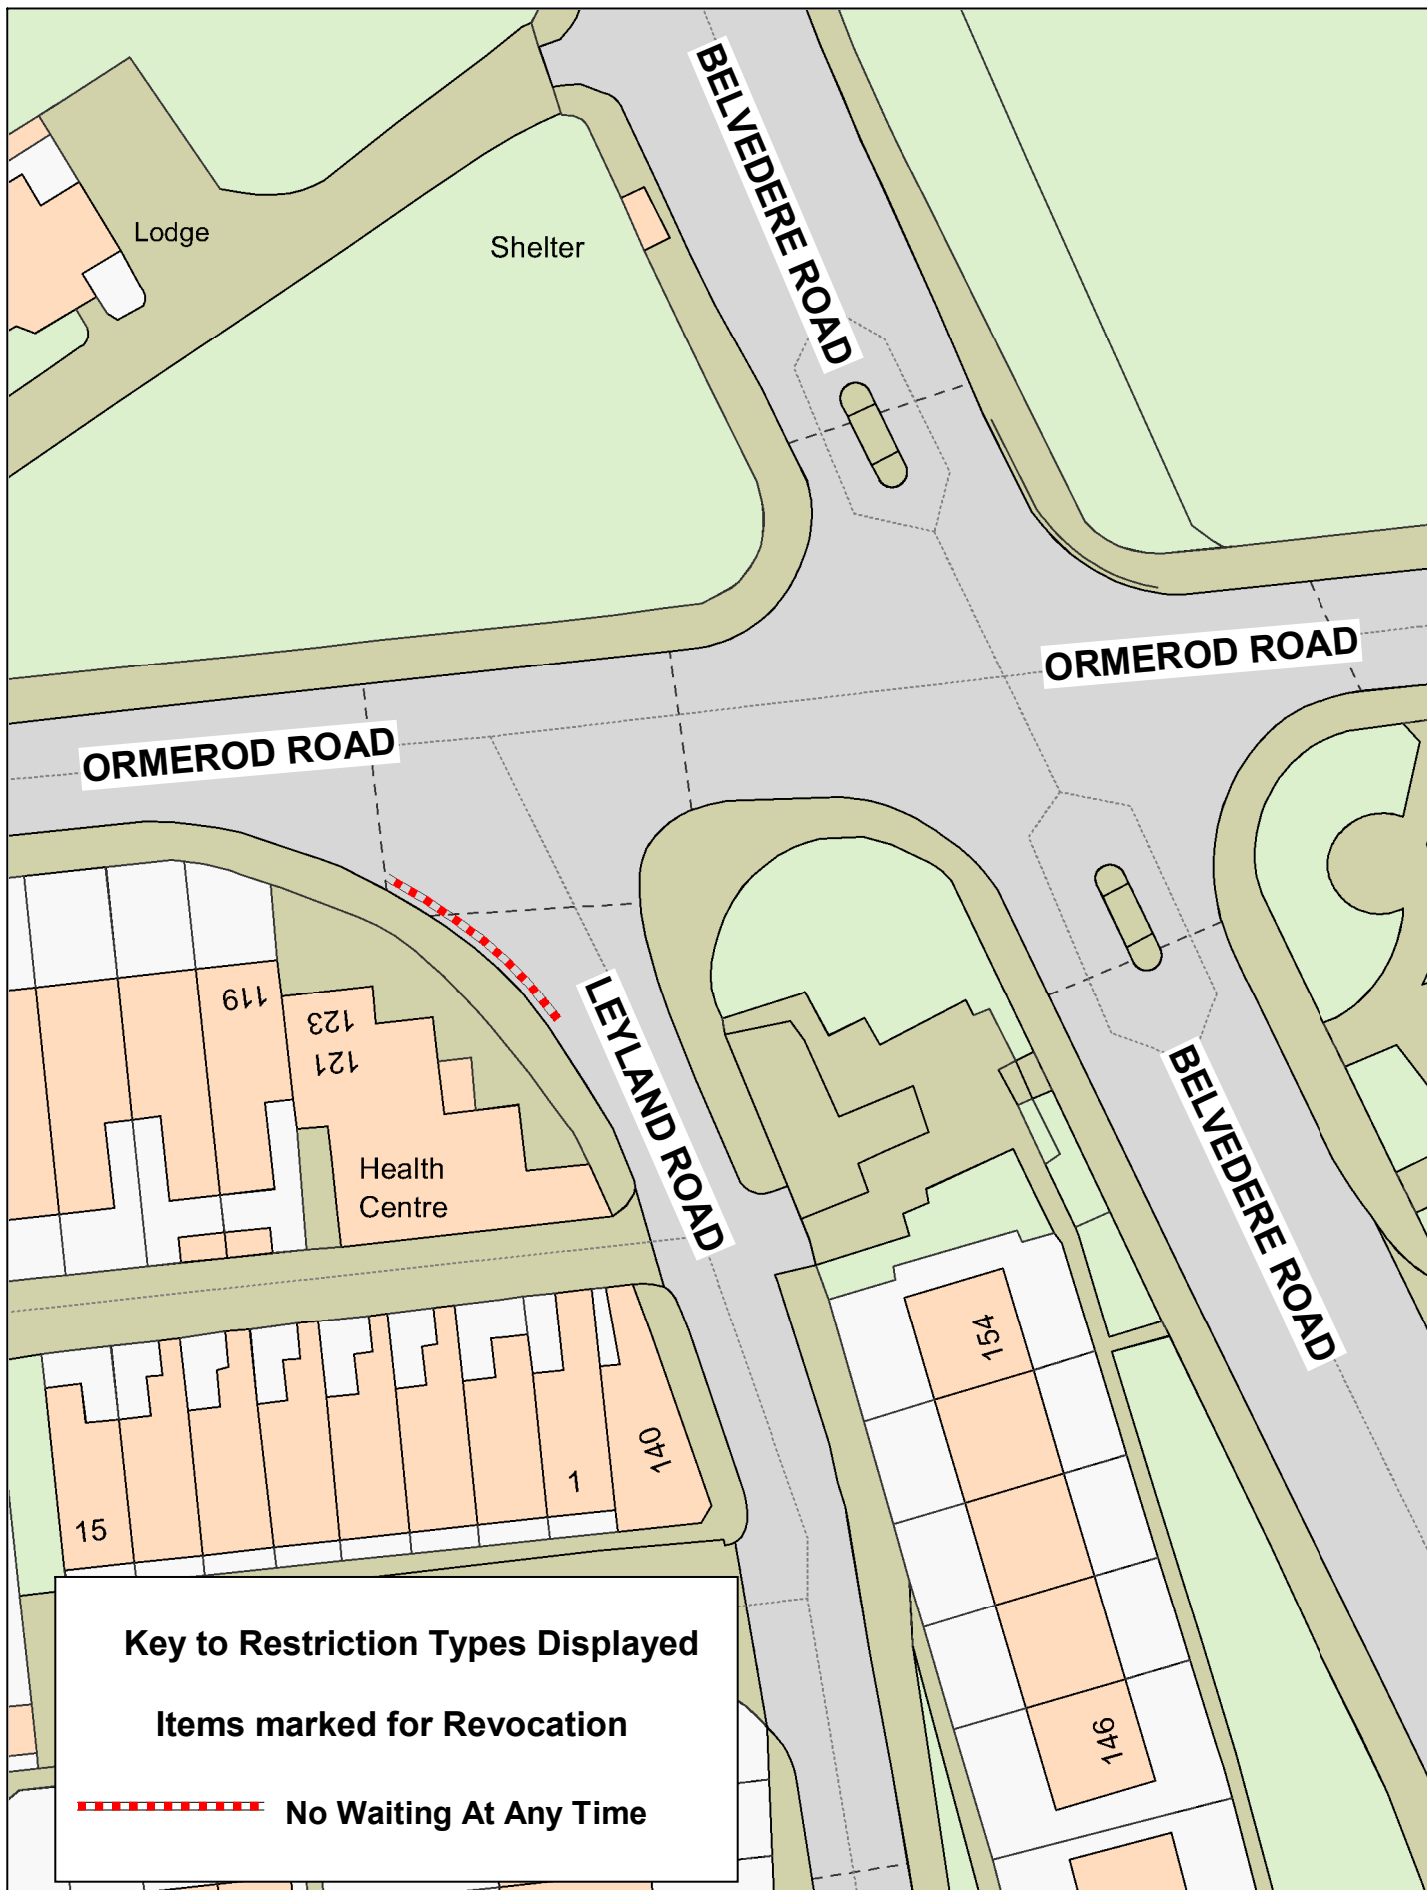 BELVEDERE ROAD
Lodge
Shelter
ORMEROD ROAD
ORMEROD ROAD
119
123
121
LEYLAND ROAD
Health
Centre
BELVEDERE ROAD
154
140
1
15
146
Key to Restriction Types Displayed
Items marked for Revocation
No Waiting At Any Time